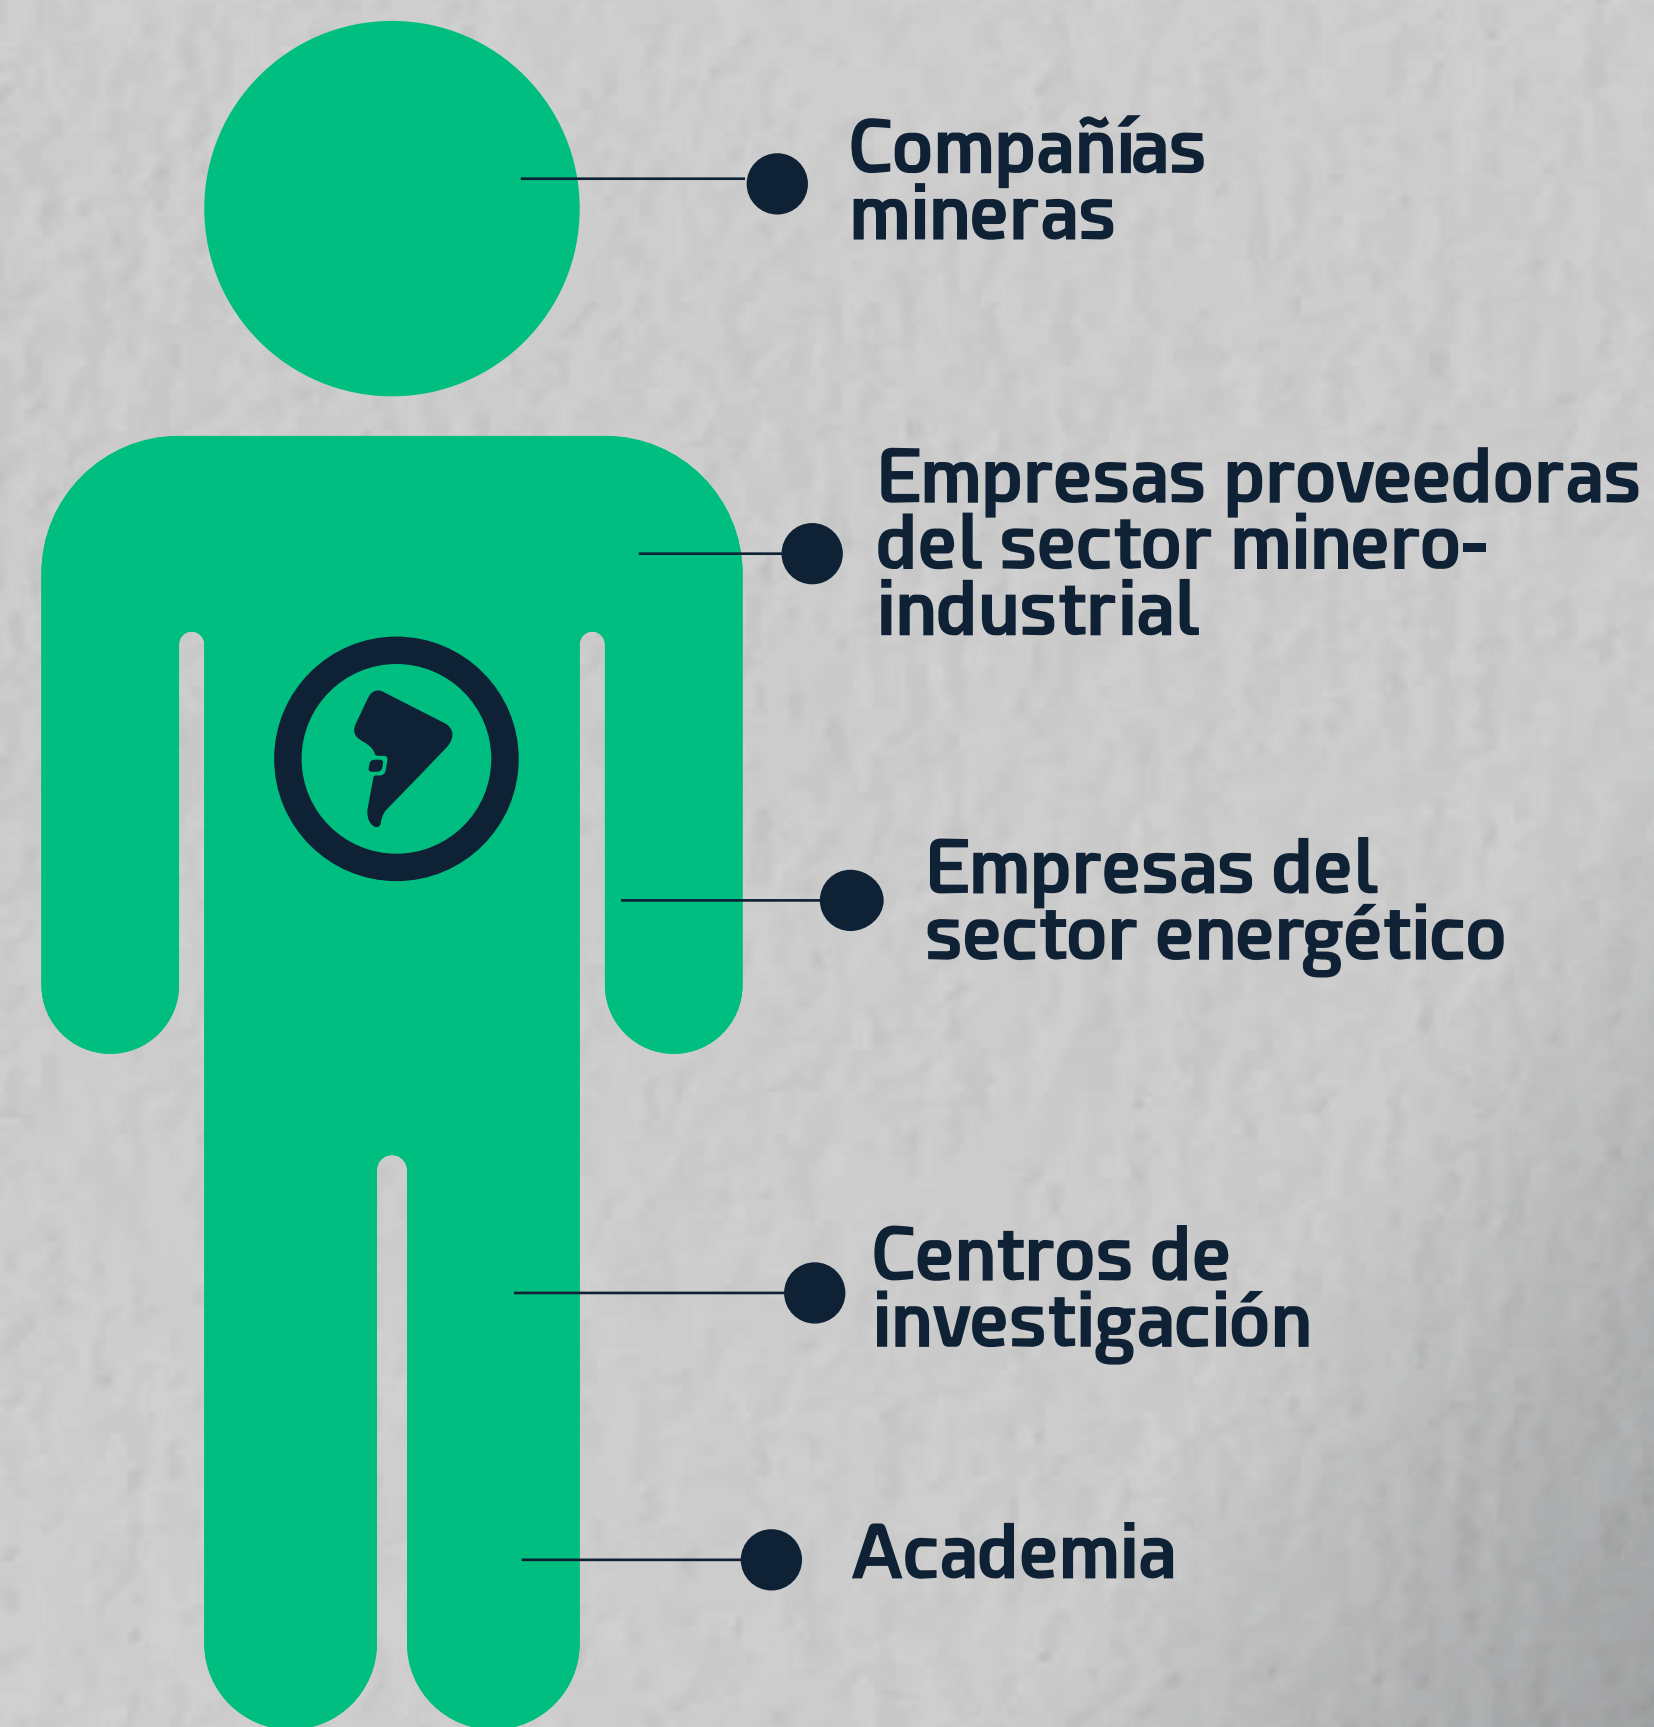 Compañías
mineras
Empresas proveedoras
del sector minero-
industrial
Empresas del
sector energético
Centros de
investigación
Academia